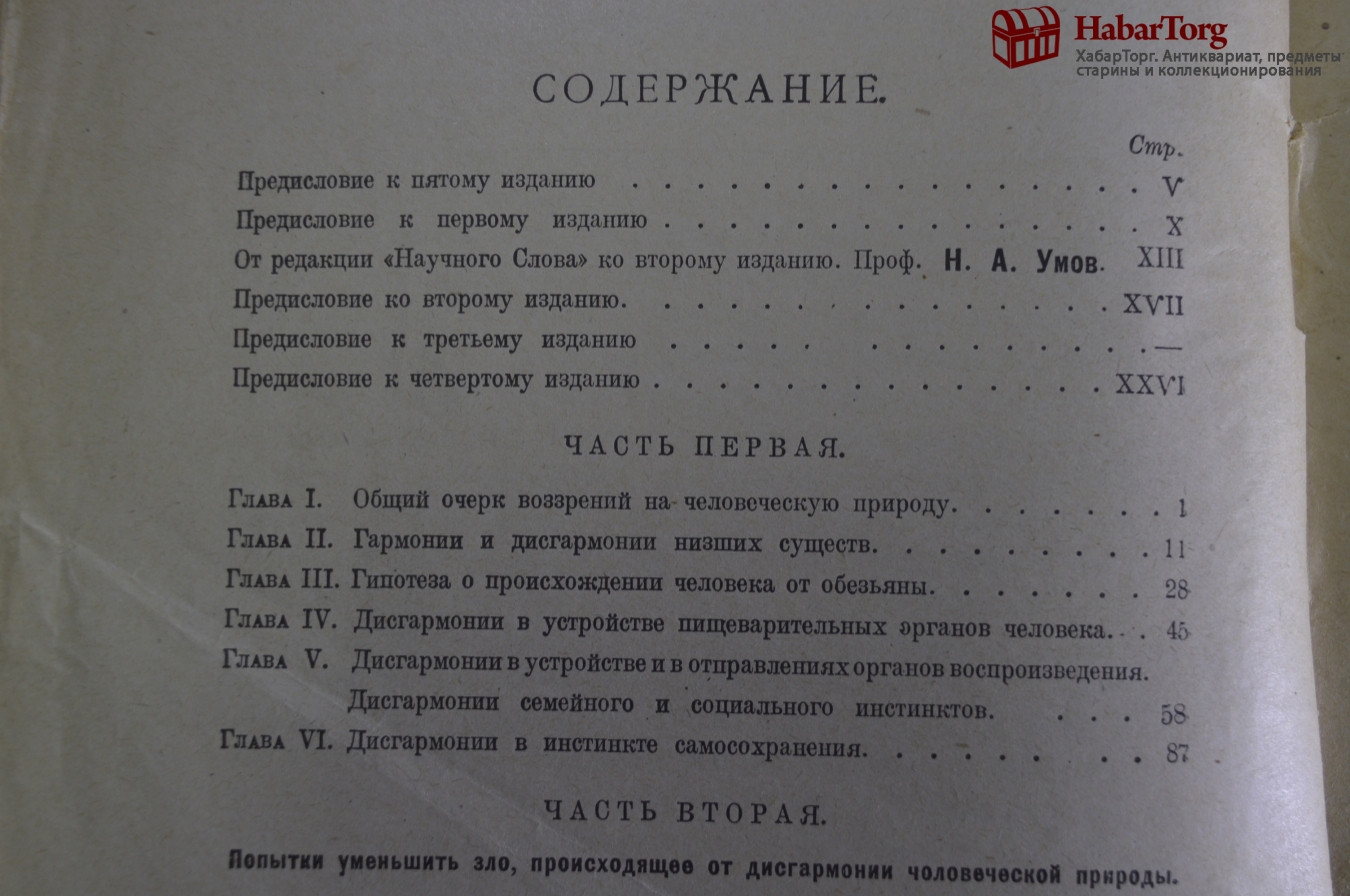 HabarTorg
ХабарТорг. Антиквариат, предметы
старины и коллекционирования
СОДЕРЖАНИЕ.
Стр.
Предисловие к пятому изданию . . . . . . . . . . . . . . . . V
Предисловие к первому изданию . . . . . . . . . . . . . . . X
От редакции «Научного Слова» ко второму изданию. Проф. Н. А. Умов. XIII
Предисловие ко второму изданию. . . . . . . . . . . . . . XVII
Предисловие к третьему изданию . . . . . . . . . . . . . —
Предисловие к четвертому изданию . . . . . . . . . . . . . . XXVI
ЧАСТЬ ПЕРВАЯ.
Глава I. Общий очерк воззрений на человеческую природу. . . . . . . 1
Глава II. Гармонии и дисгармонии низших существ. . . . . . . . . 11
Глава III. Гипотеза о происхождении человека от обезьяны. . . . . . . 28
Глава IV. Дисгармонии в устройстве пищеварительных органов человека. . . 45
Глава V. Дисгармонии в устройстве и в отправлениях органов воспроизведения.
Дисгармонии семейного и социального инстинктов. . . . 58
Глава VI. Дисгармонии в инстинкте самосохранения. . . . . . . . 87
ЧАСТЬ ВТОРАЯ.
Попытки уменьшить зло, происходящее от дисгармонии чоловеческой природы.